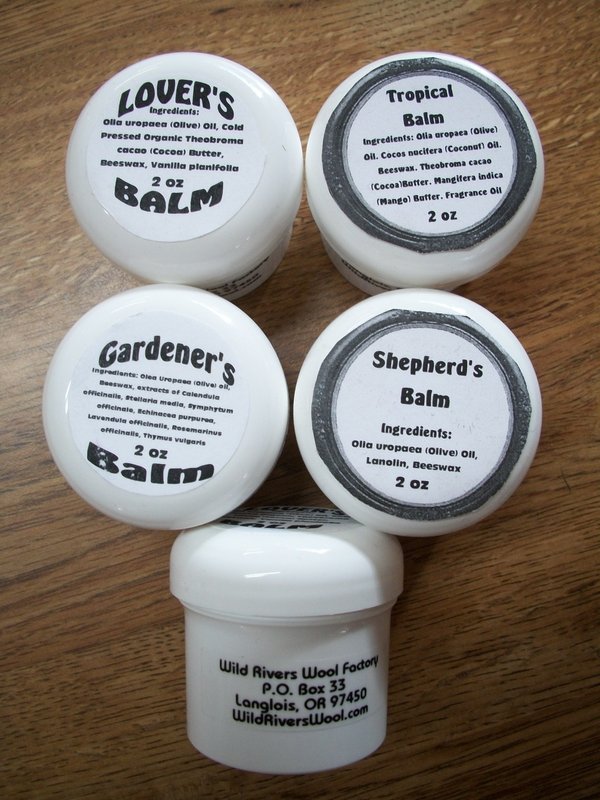 LOVER'S
Ingredients:
Olia uropaea (Olive) Oil, Cold
Pressed Organic Theobroma
cacao (Cocoa) Butter,
Beeswax, Vanilla planifolia
2 oz
BALM
Tropical
Balm
Ingredients: Olia uropaea (Olive)
Oil, Cocos nucifera (Coconut) Oil,
Beeswax, Theobroma cacao
(Cocoa)Butter, Mangifera indica
(Mango) Butter, Fragrance Oil
2 oz
Gardener's
Ingredients: Olea Uropaea (Olive) Oil,
Beeswax, extracts of Calendula
officinalis, Stellaria media, Symphytum
officinale, Echinacea purpurea,
Lavendula officinalis, Rosemarinus
officinalis, Thymus vulgaris
2 oz
Balm
Shepherd's
Balm
Ingredients:
Olia uropaea (Olive) Oil,
Lanolin, Beeswax
2 oz
LOVER'S
BALM
Wild Rivers Wool Factory
P.O. Box 33
Langlois, OR 97450
WildRiversWool.com